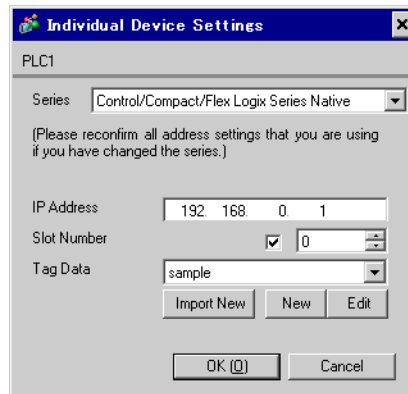 Individual Device Settings
PLC1
Series Control/Compact/Flex Logix Series Native
(Please reconfirm all address settings that you are using
if you have changed the series.)
IP Address 192. 168. 0. 1
Slot Number 0
Tag Data sample
Import New New Edit
OK (O) Cancel